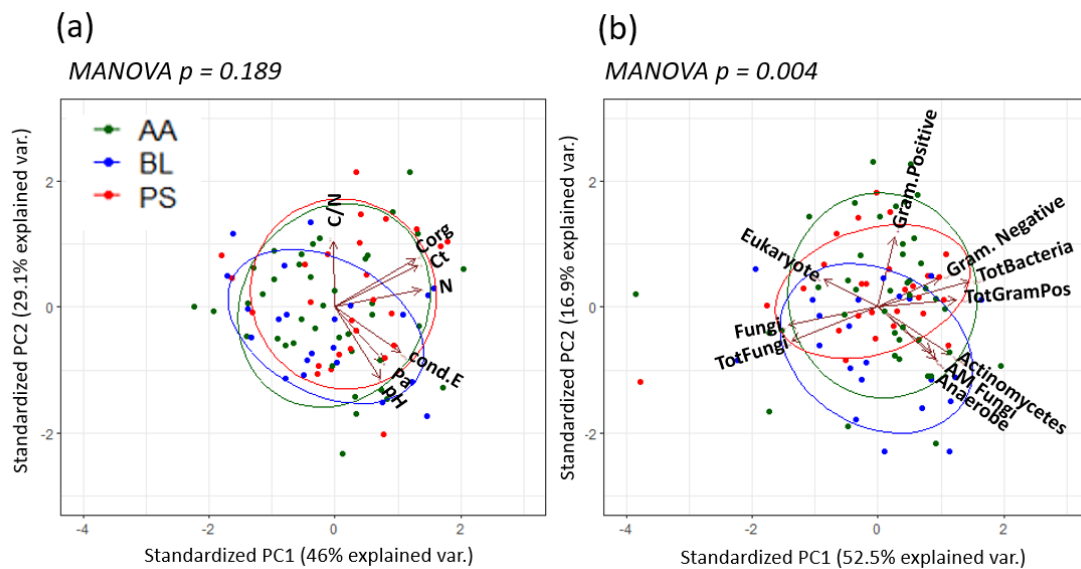 (a)
(b)
MANOVA p = 0.189
MANOVA p = 0.004
Standardized PC2 (29.1% explained var.)
2
0
-2
AA
BL
PS
C/N
Corg
Ct
N
cond.E
Pa
pH
-4
-2
0
2
Standardized PC1 (46% explained var.)
Standardized PC2 (16.9% explained var.)
2
0
-2
Gram.Positive
Eukaryote
Gram. Negative
TotBacteria
TotGramPos
Fungi
TotFungi
Actinomycetes
AM.Fungi
Anaerobe
-4
-2
0
2
Standardized PC1 (52.5% explained var.)